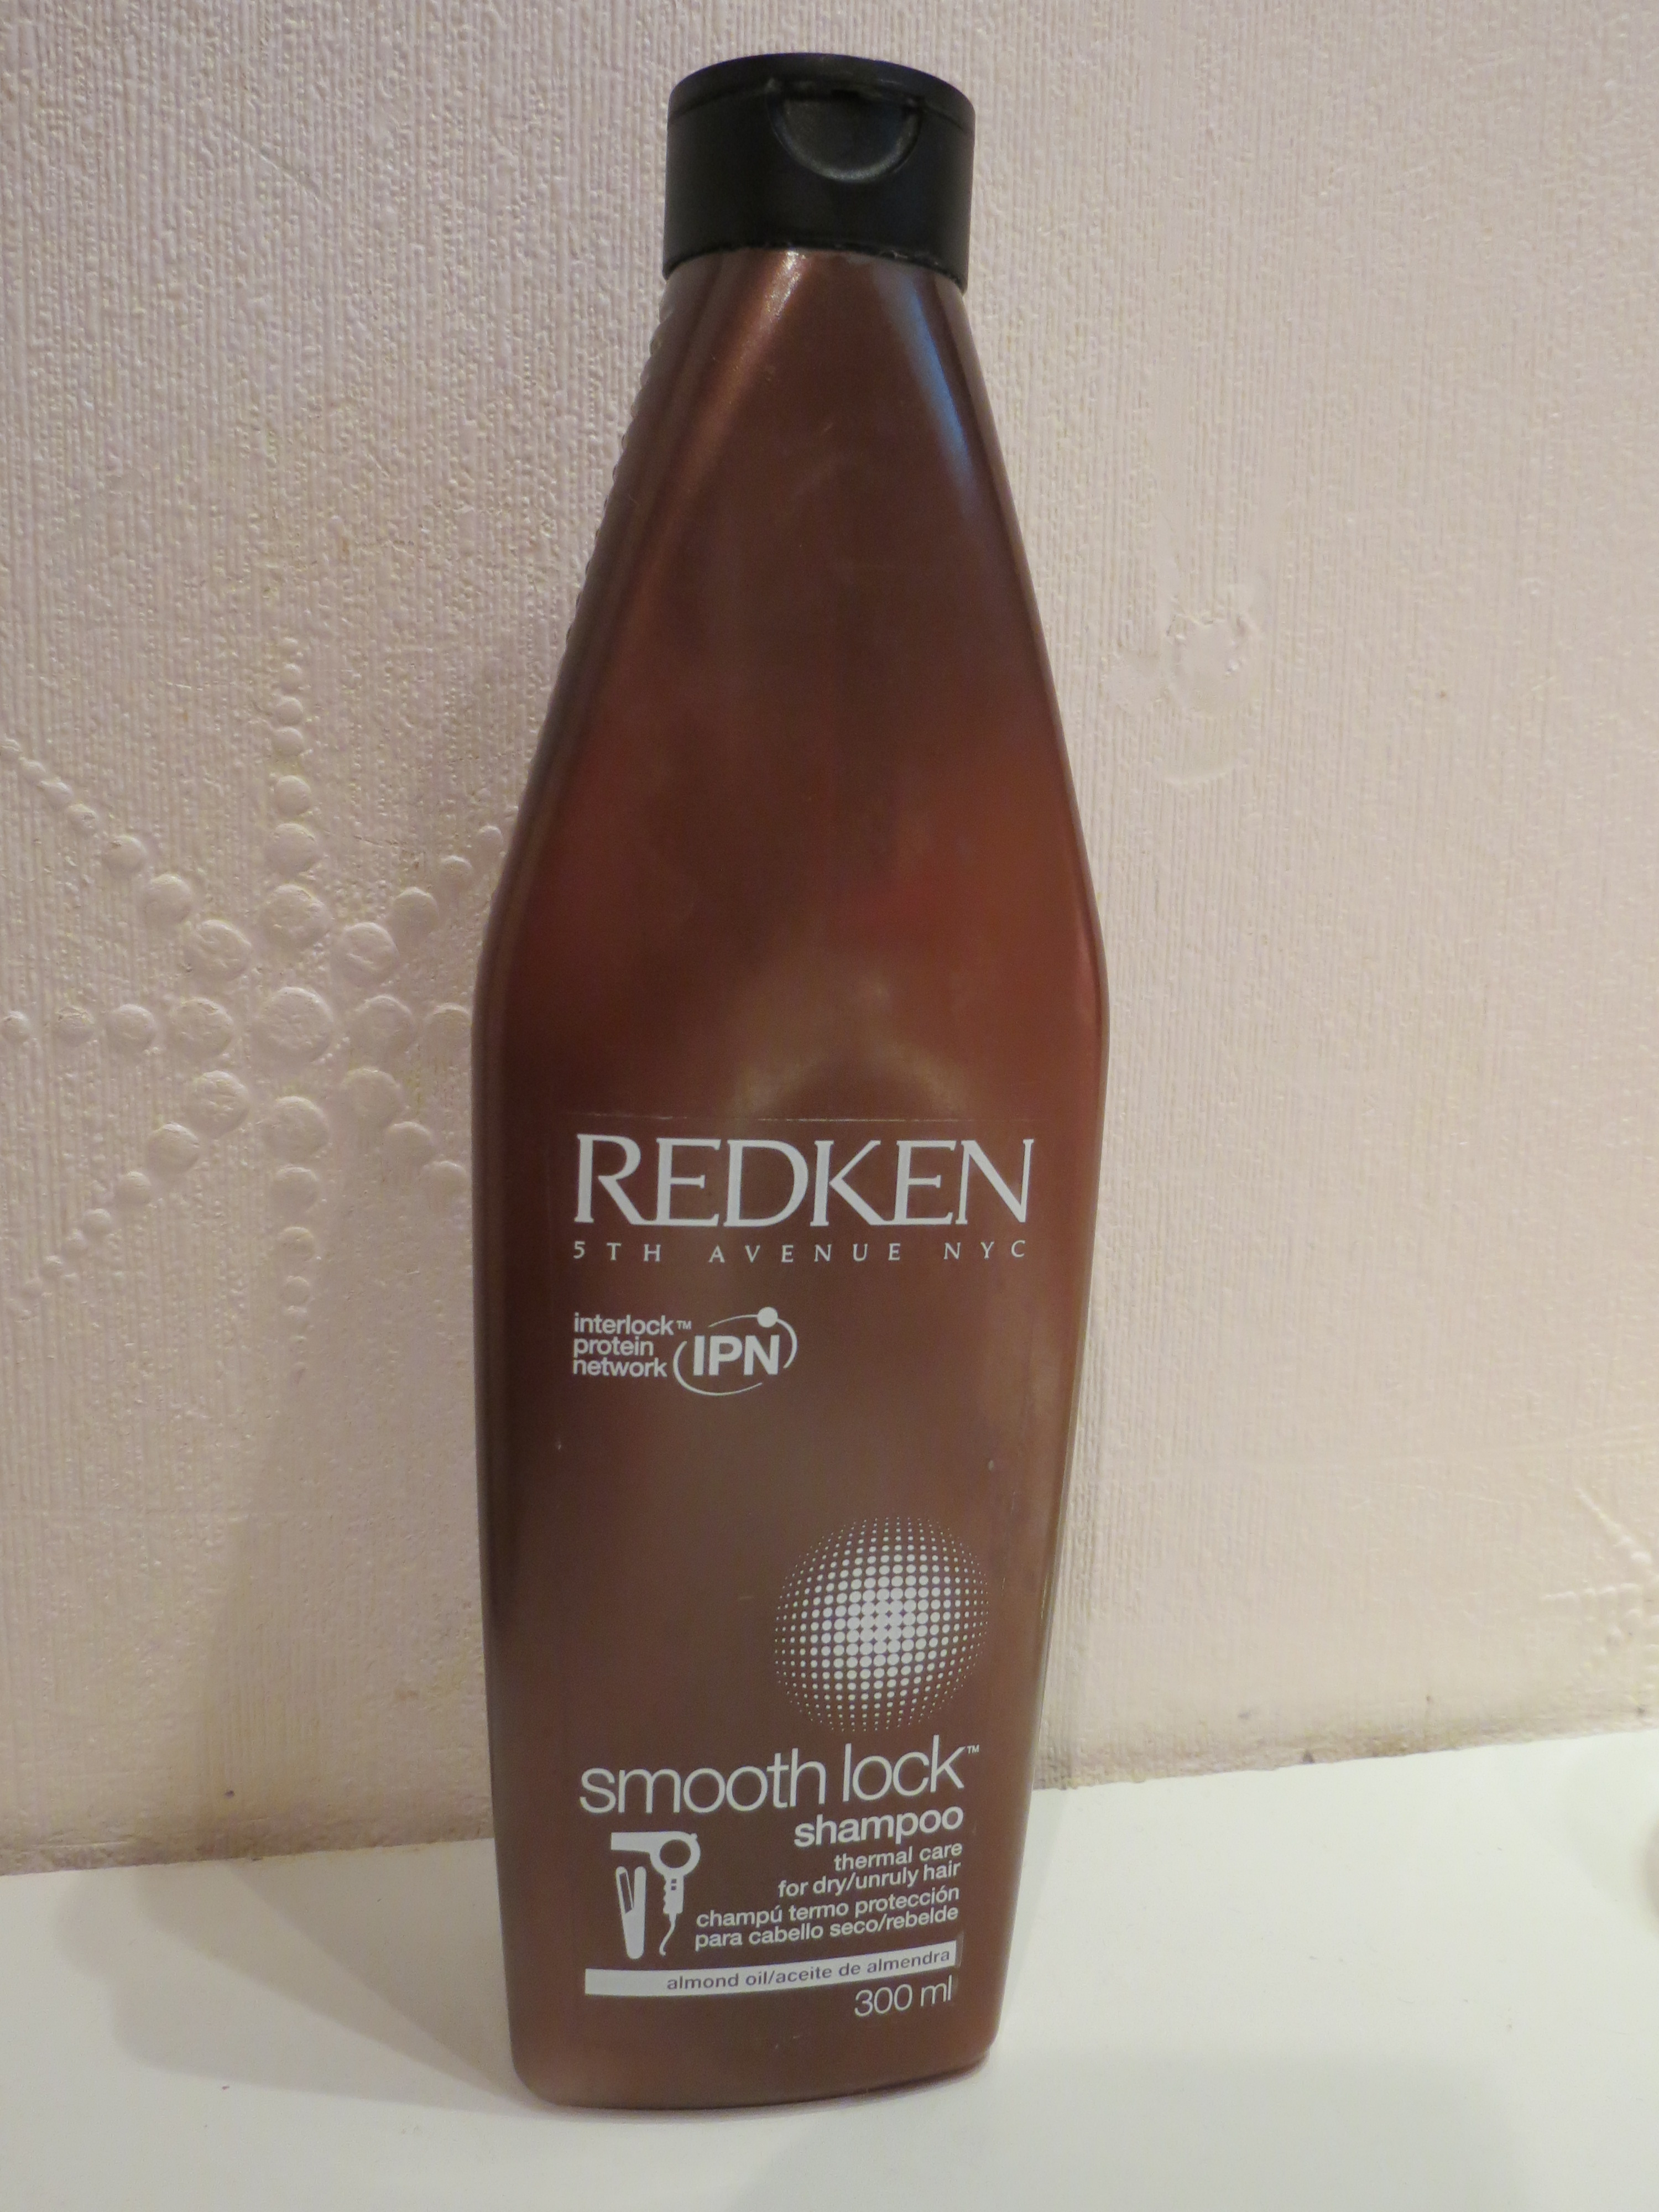 REDKEN
5TH AVENUE NYC
interlock™
protein
network
IPN
smooth lock™
shampoo
thermal care
for dry/unruly hair
champú termo protección
para cabello seco/rebelde
almond oil/aceite de almendra
300 ml